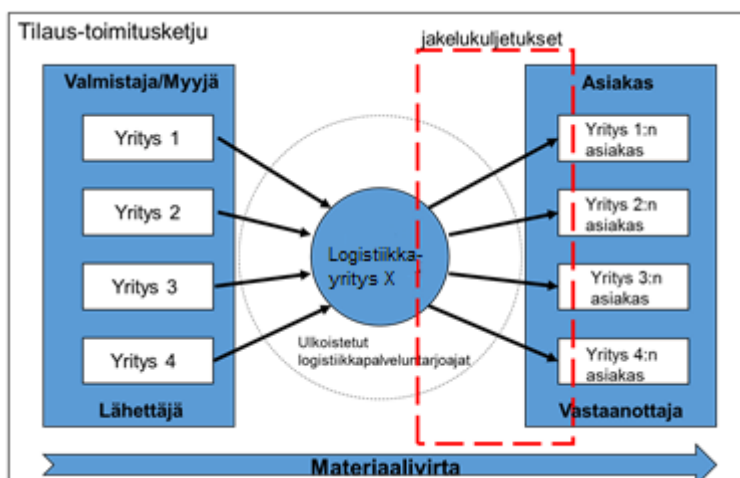 Tilaus-toimitusketju
jakelukuljetukset
Valmistaja/Myyjä
Yritys 1
Yritys 2
Yritys 3
Yritys 4
Lähettäjä
Logistiikka-
yritys X
Ulkoistetut
logistiikkapalveluntarjoajat
Asiakas
Yritys 1:n
asiakas
Yritys 2:n
asiakas
Yritys 3:n
asiakas
Yritys 4:n
asiakas
Vastaanottaja
Materiaalivirta